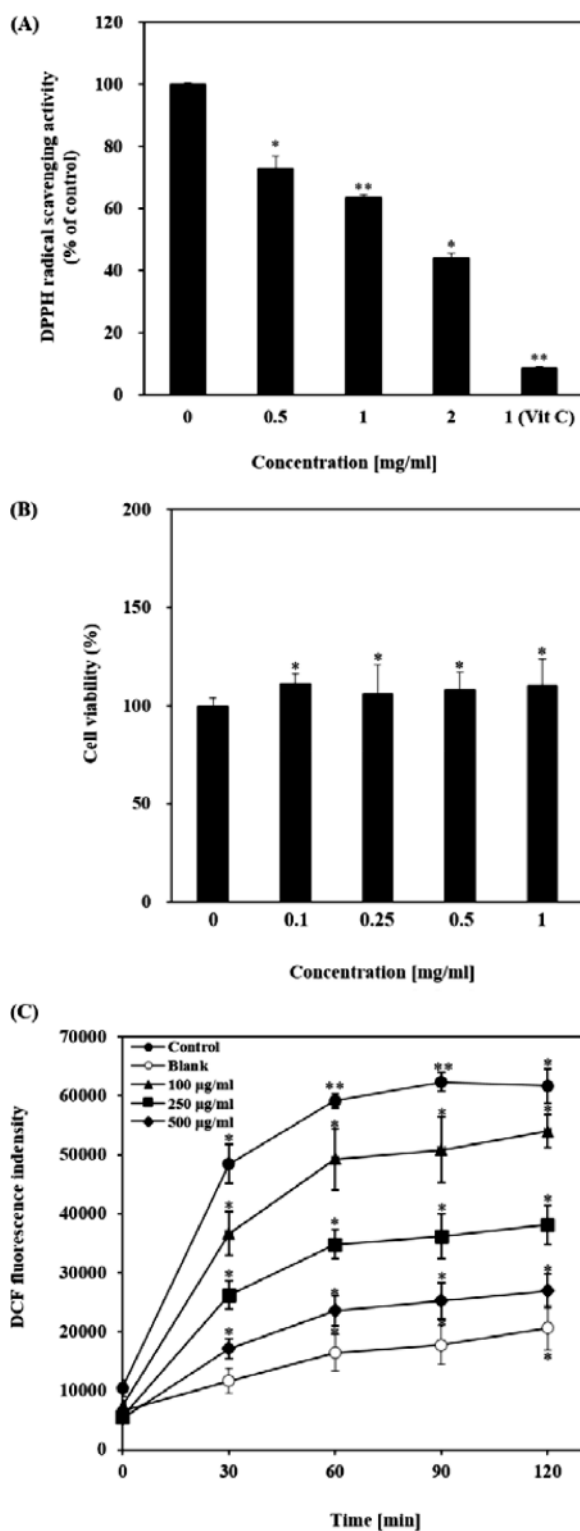 (A)
DPPH radical scavenging activity
(% of control)
120
100
80
60
40
20
0
*
**
*
**
0 0.5 1 2 1 (Vit C)
Concentration [mg/ml]
(B)
Cell viability (%)
200
150
100
50
0
* * * *
0 0.1 0.25 0.5 1
Concentration [mg/ml]
(C)
DCF fluorescence indensity
70000
60000
50000
40000
30000
20000
10000
0
Control
Blank
100 µg/ml
250 µg/ml
500 µg/ml
* ** ** *
* * * *
* * * *
* * * *
* * *
0 30 60 90 120
Time [min]